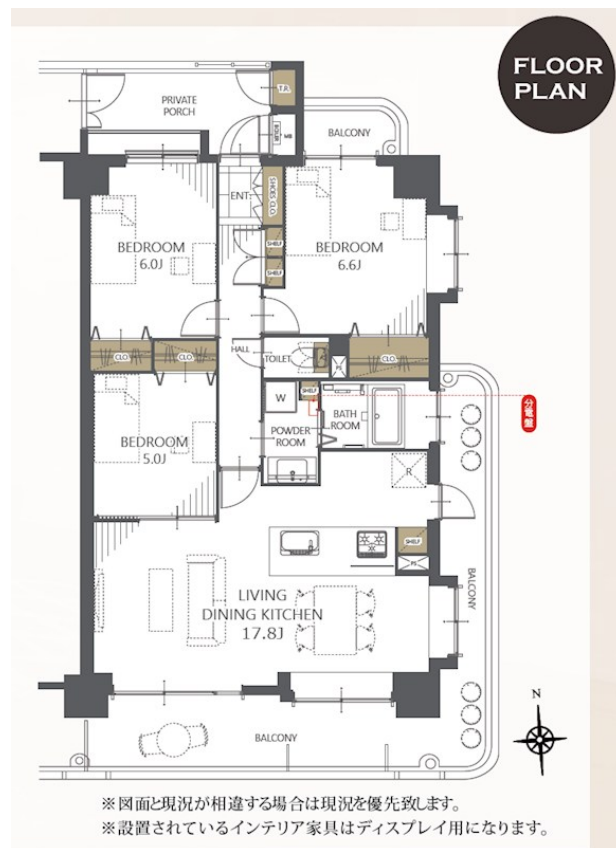 FLOOR
PLAN
PRIVATE
PORCH
T.R.
MB
BALCONY
ENT.
SHOES CLO.
BEDROOM
6.0J
SHELF
SHELF
BEDROOM
6.6J
HALL
TOILET
CLO.
CLO.
PS
CLO.
W
SHELF
BATH
ROOM
分電盤
BEDROOM
5.0J
POWDER
ROOM
R
SHELF
PS
LIVING
DINING KITCHEN
17.8J
BALCONY
BALCONY
N
※図面と現況が相違する場合は現況を優先致します。
※設置されているインテリア家具はディスプレイ用になります。